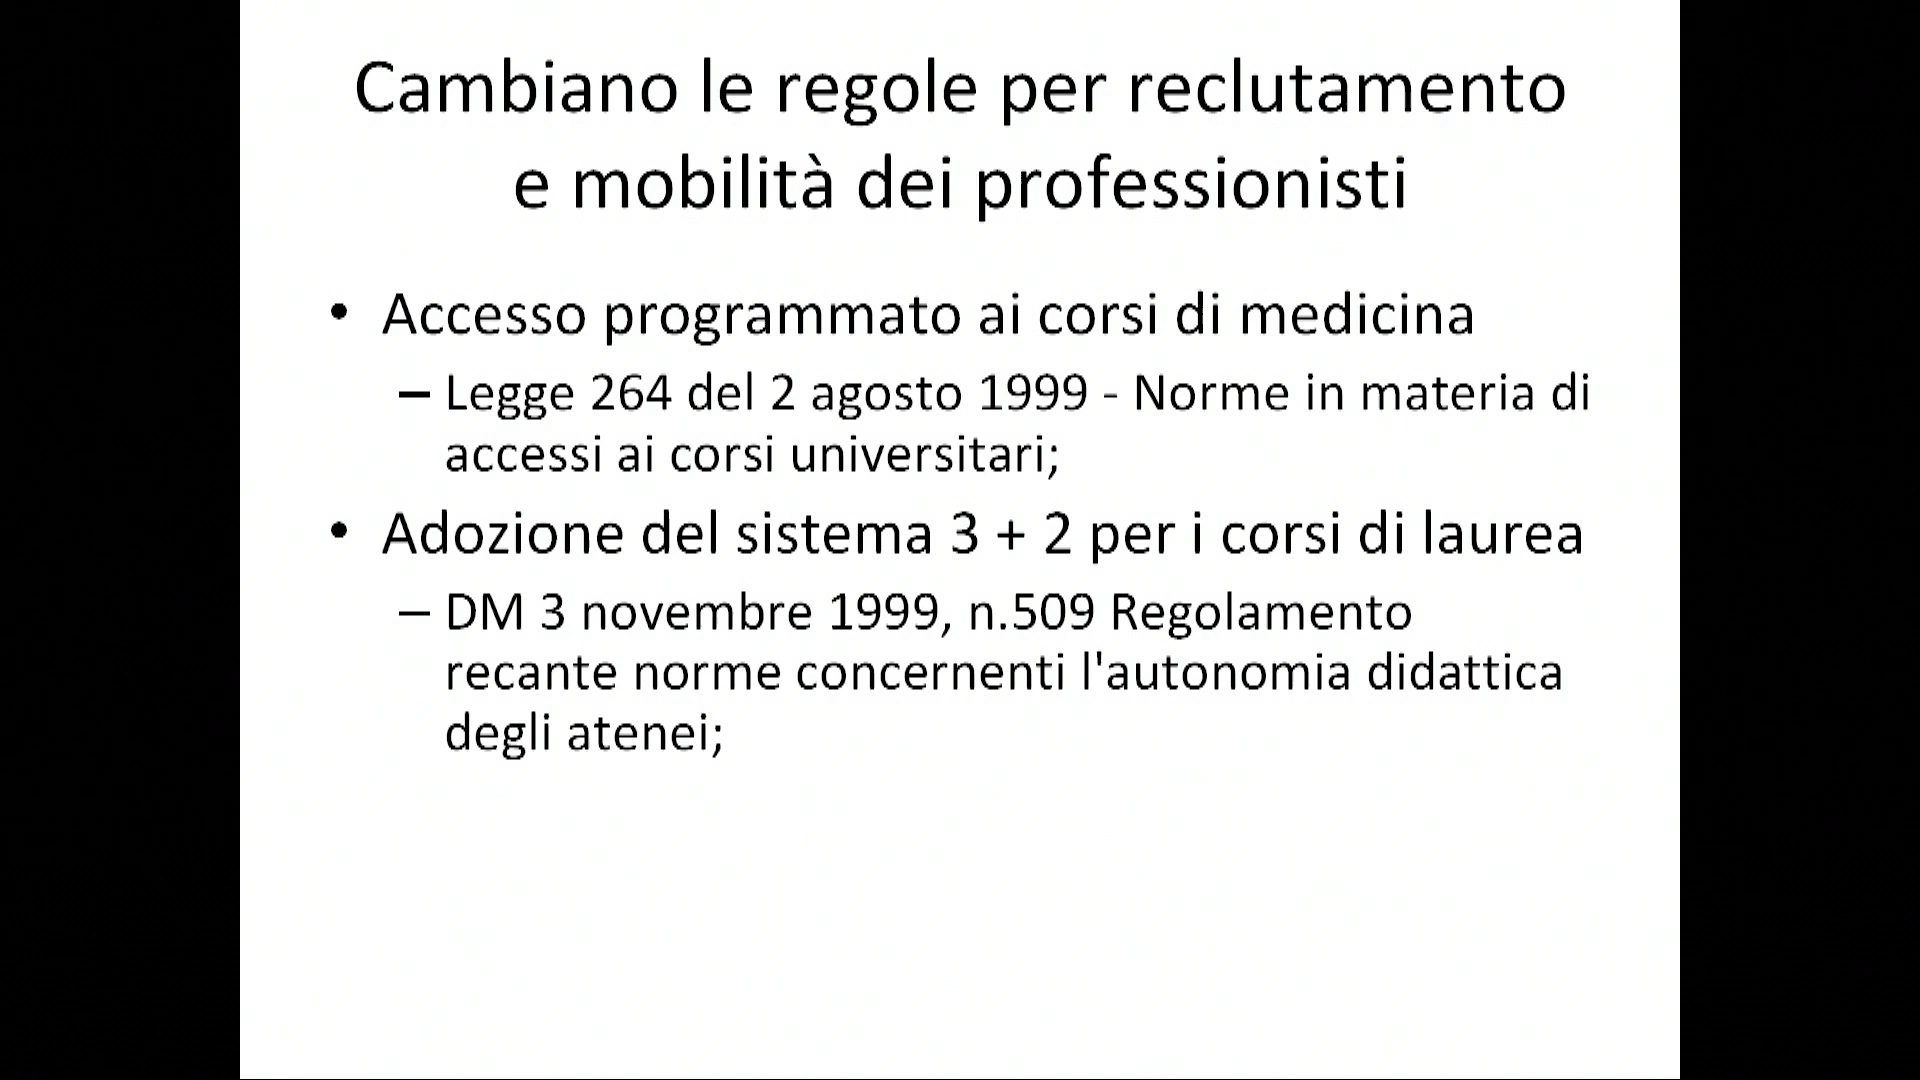 Cambiano le regole per reclutamento
e mobilità dei professionisti
• Accesso programmato ai corsi di medicina
– Legge 264 del 2 agosto 1999 - Norme in materia di
accessi ai corsi universitari;
• Adozione del sistema 3 + 2 per i corsi di laurea
– DM 3 novembre 1999, n.509 Regolamento
recante norme concernenti l'autonomia didattica
degli atenei;